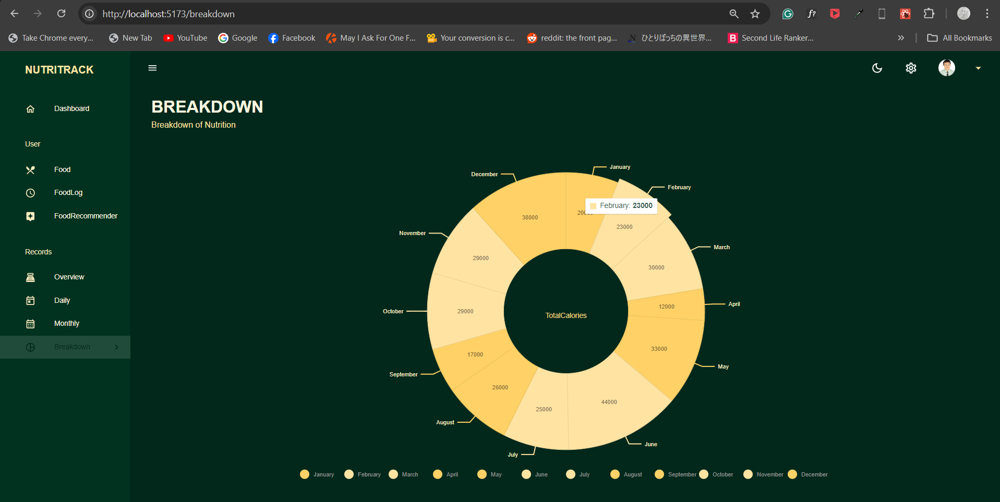 http://localhost:5173/breakdown
f?
Take Chrome every...
New Tab
YouTube
Google
Facebook
May I Ask For One F...
Your conversion is c...
reddit: the front pag...
N ひとりぼっちの異世界...
B Second Life Ranker...
»
All Bookmarks
NUTRITRACK
Dashboard
User
Food
FoodLog
FoodRecommender
Records
Overview
Daily
Monthly
Breakdown
BREAKDOWN
Breakdown of Nutrition
January
December
February
February: 23000
38000
23000
November
March
29000
30000
April
12000
October
29000
TotalCalories
33000
17000
May
September
26000
44000
25000
August
June
July
January
February
March
April
May
June
July
August
September
October
November
December